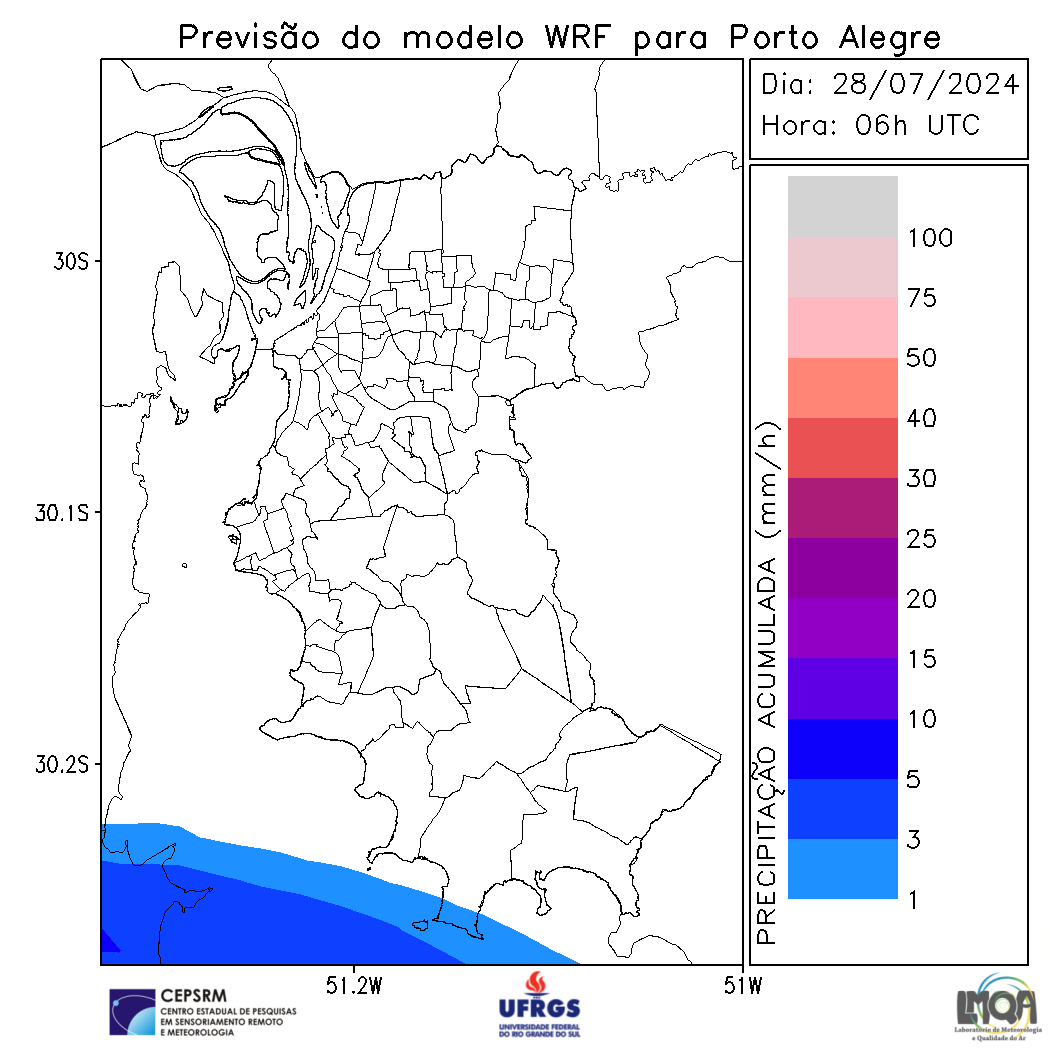 Previsão do modelo WRF para Porto Alegre
Dia: 28/07/2024
Hora: 06h UTC
30S
30.1S
30.2S
51.2W
51W
PRECIPITAÇÃO ACUMULADA (mm/h)
100
75
50
40
30
25
20
15
10
5
3
1
CEPSRM
CENTRO ESTADUAL DE PESQUISAS
EM SENSORIAMENTO REMOTO
E METEOROLOGIA
UFRGS
UNIVERSIDADE FEDERAL
DO RIO GRANDE DO SUL
LMQA
Laboratório de Meteorologia
e Qualidade do Ar